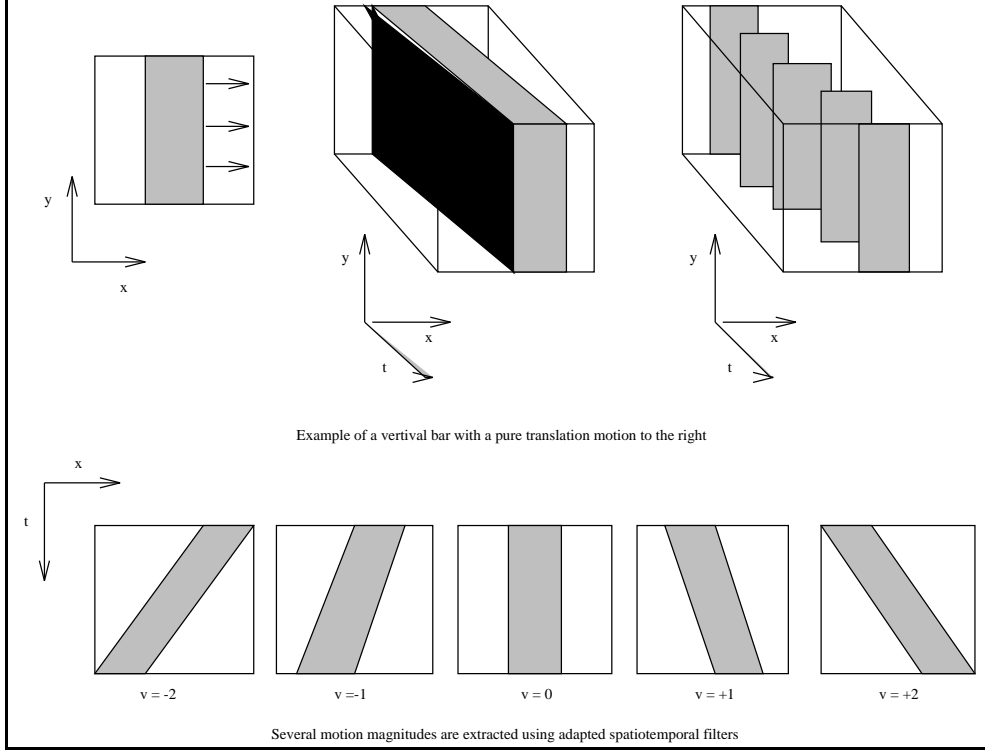 y
x
y
x
t
y
x
t
Example of a vertival bar with a pure translation motion to the right
x
t
v = -2
v =-1
v = 0
v = +1
v = +2
Several motion magnitudes are extracted using adapted spatiotemporal filters